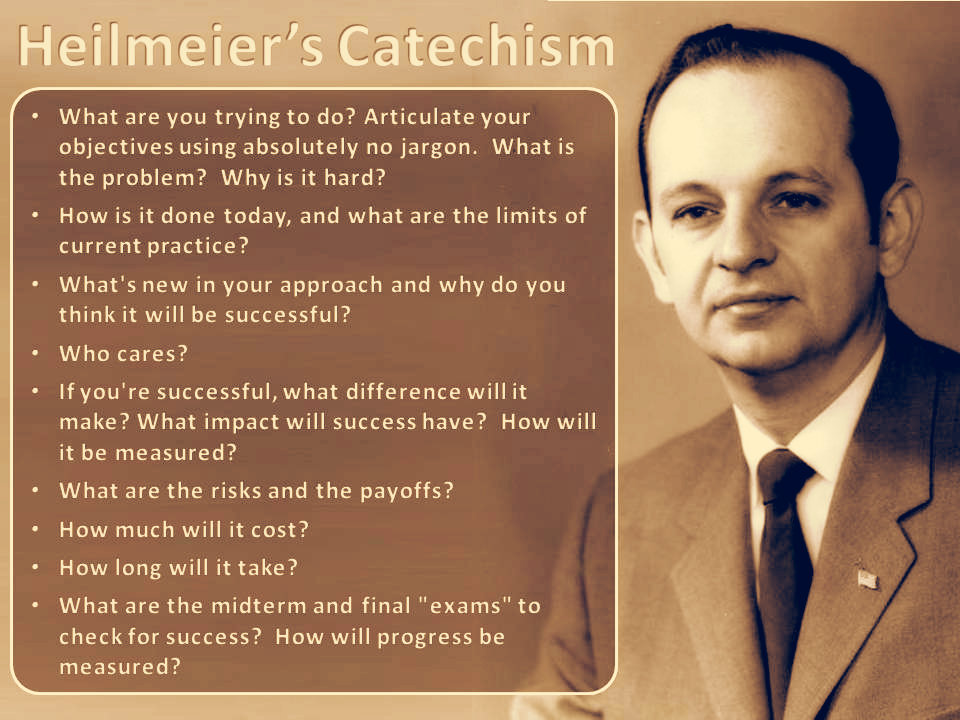 Heilmeier’s Catechism
• What are you trying to do? Articulate your
objectives using absolutely no jargon.  What is
the problem?  Why is it hard?
• How is it done today, and what are the limits of
current practice?
• What's new in your approach and why do you
think it will be successful?
• Who cares?
• If you're successful, what difference will it
make? What impact will success have?  How will
it be measured?
• What are the risks and the payoffs?
• How much will it cost?
• How long will it take?
• What are the midterm and final "exams" to
check for success?  How will progress be
measured?